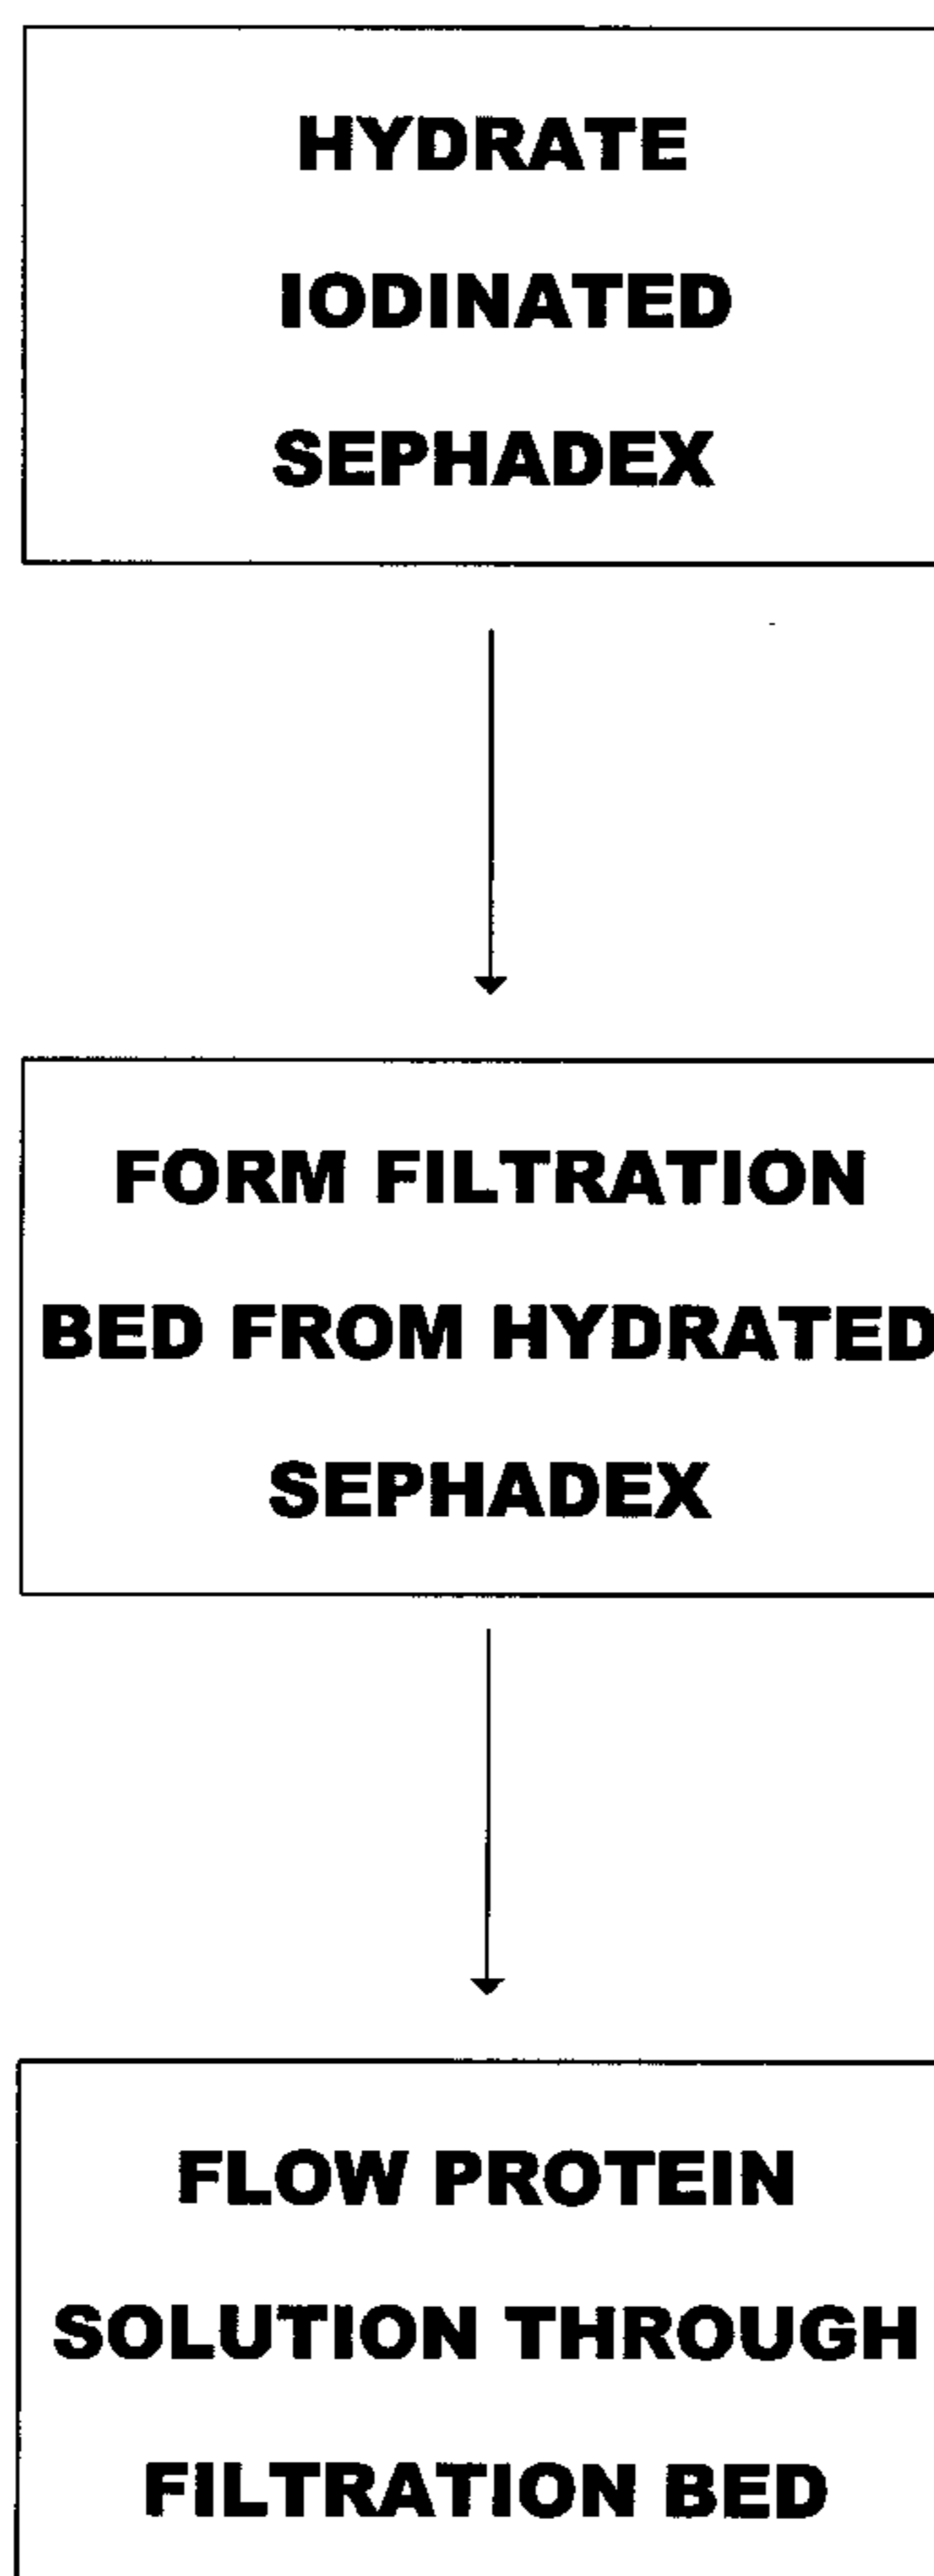 HYDRATE
IODINATED
SEPHADEX
FORM FILTRATION
BED FROM HYDRATED
SEPHADEX
FLOW PROTEIN
SOLUTION THROUGH
FILTRATION BED